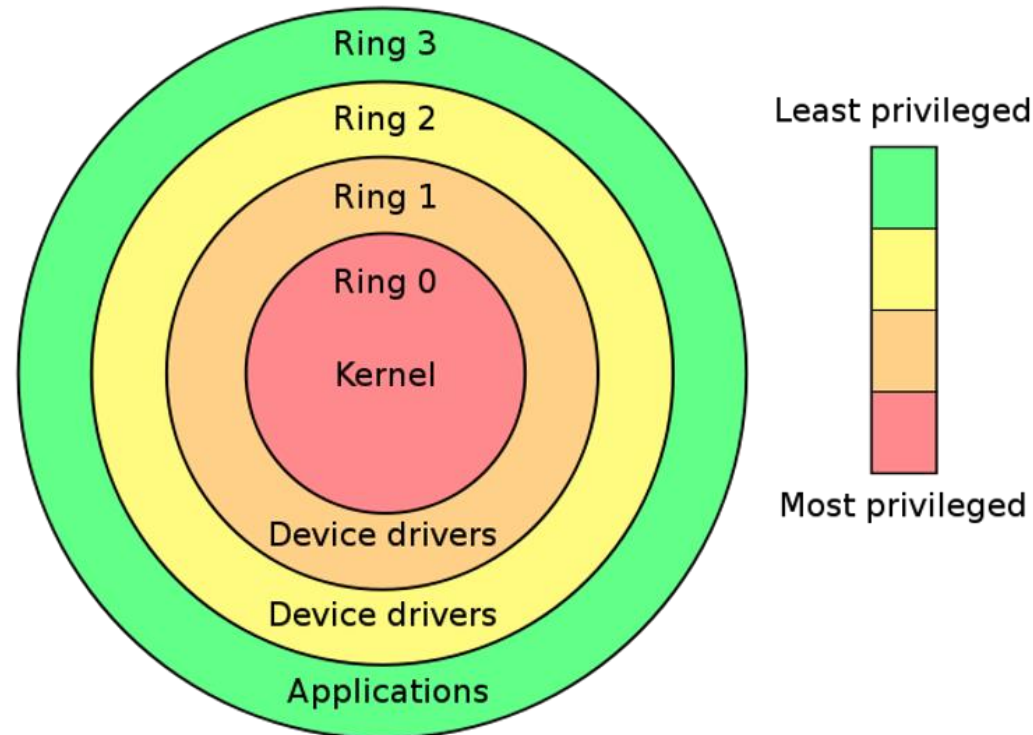 Ring 3
Ring 2
Ring 1
Ring 0
Kernel
Device drivers
Device drivers
Applications
Least privileged
Most privileged